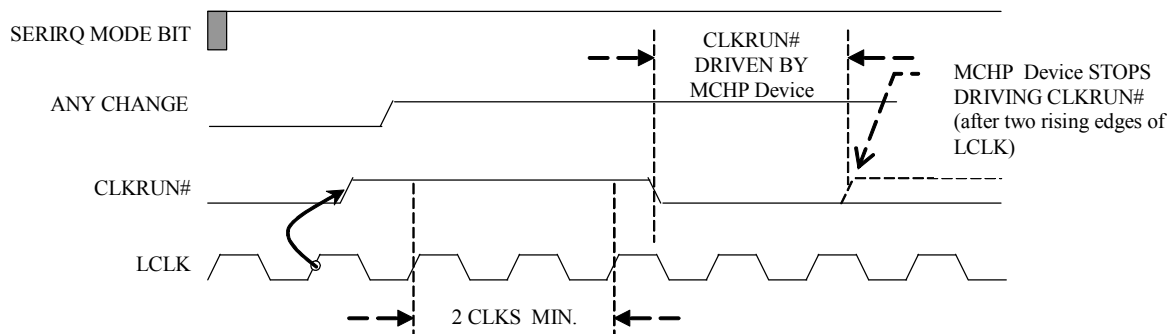 SERIRQ MODE BIT
CLKRUN#
DRIVEN BY
MCHP Device
MCHP Device STOPS
DRIVING CLKRUN#
(after two rising edges of
LCLK)
ANY CHANGE
CLKRUN#
LCLK
2 CLKS MIN.